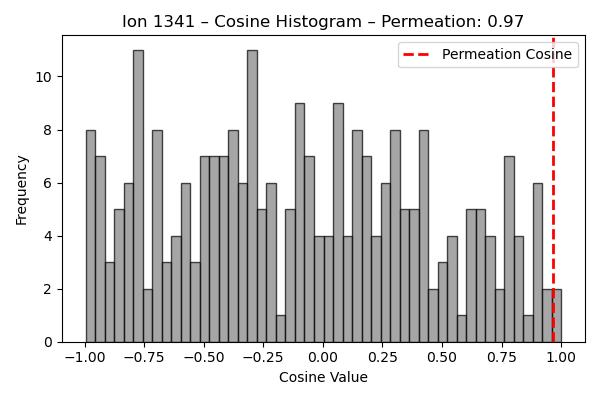 Ion 1341 – Cosine Histogram – Permeation: 0.97
Permeation Cosine
Frequency
10
8
6
4
2
0
−1.00 −0.75 −0.50 −0.25 0.00 0.25 0.50 0.75 1.00
Cosine Value